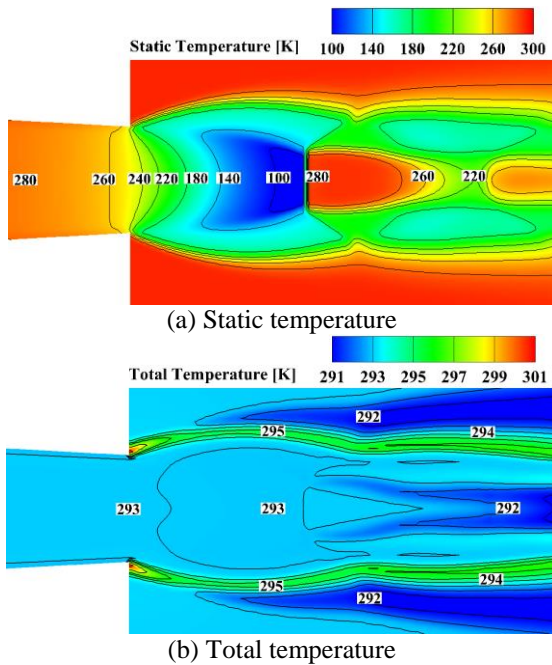 Static Temperature [K]
100 140 180 220 260 300
280 260 240 220 180 140 100 280 260 220
(a) Static temperature
Total Temperature [K]
291 293 295 297 299 301
292
295 294
293 293 292
295 294
292
(b) Total temperature